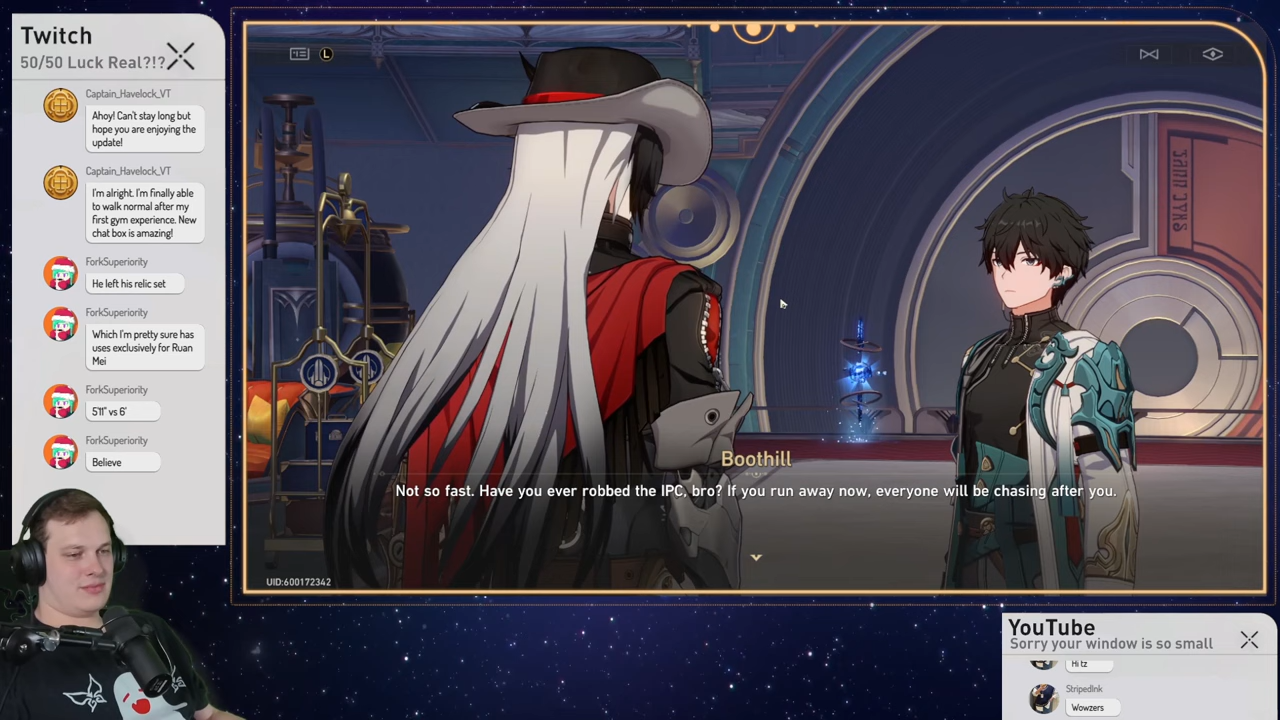 Twitch
50/50 Luck Real?!?
Captain_Havelock_VT
Ahoy! Can't stay long but
hope you are enjoying the
update!
Captain_Havelock_VT
I'm alright. I'm finally able
to walk normal after my
first gym experience. New
chat box is amazing!
ForkSuperiority
He left his relic set
ForkSuperiority
Which I'm pretty sure has
uses exclusively for Ruan
Mei
ForkSuperiority
5'11" vs 6'
ForkSuperiority
Believe
L
Boothill
Not so fast. Have you ever robbed the IPC, bro? If you run away now, everyone will be chasing after you.
UID:600172342
YouTube
Sorry your window is so small
Hi tz
StripedInk
Wowzers